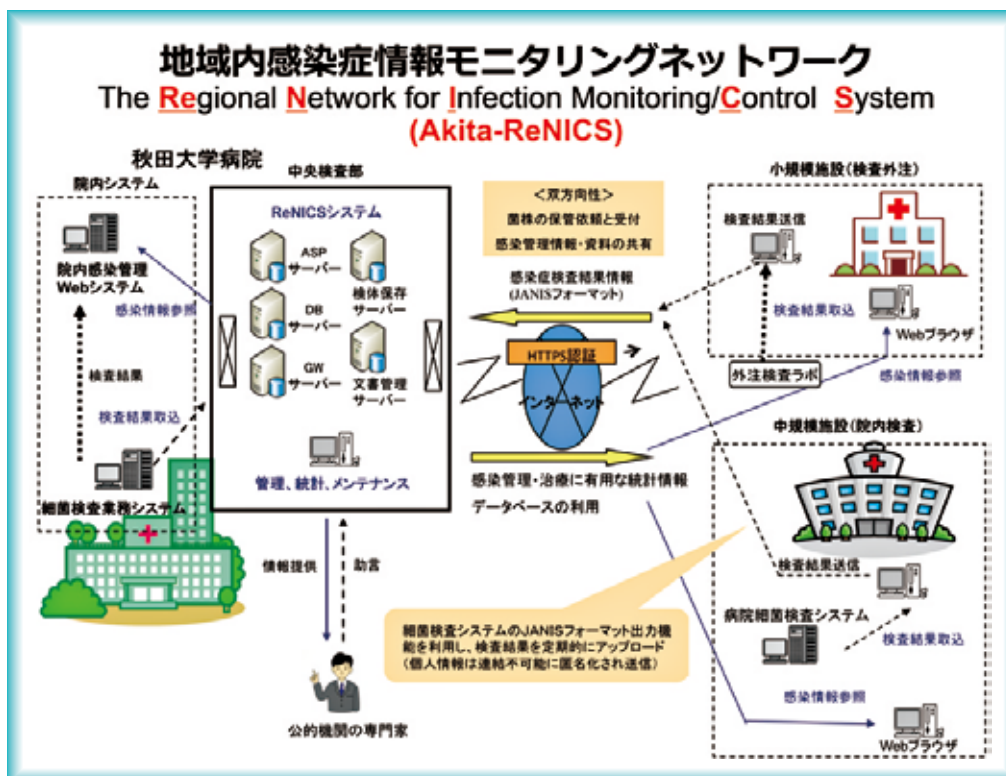 地域内感染症情報モニタリングネットワーク
The Regional Network for Infection Monitoring/Control System
(Akita-ReNICS)
秋田大学病院
院内システム
院内感染管理
Webシステム
感染情報参照
検査結果
検査結果取込
細菌検査業務システム
中央検査部
ReNICSシステム
ASP
サーバー
検体保存
サーバー
DB
サーバー
GW
サーバー
文書管理
サーバー
管理、統計、メンテナンス
情報提供
助言
公的機関の専門家
＜双方向性＞
菌株の保管依頼と受付
感染管理情報・資料の共有
感染症検査結果情報
(JANISフォーマット)
HTTPS認証
インターネット
感染管理・治療に有用な統計情報
データベースの利用
小規模施設(検査外注)
検査結果送信
検査結果取込
Webブラウザ
外注検査ラボ
感染情報参照
中規模施設(院内検査)
検査結果送信
病院細菌検査システム
検査結果取込
感染情報参照
Webブラウザ
細菌検査システムのJANISフォーマット出力機
能を利用し、検査結果を定期的にアップロード
(個人情報は連結不可能に匿名化され送信)